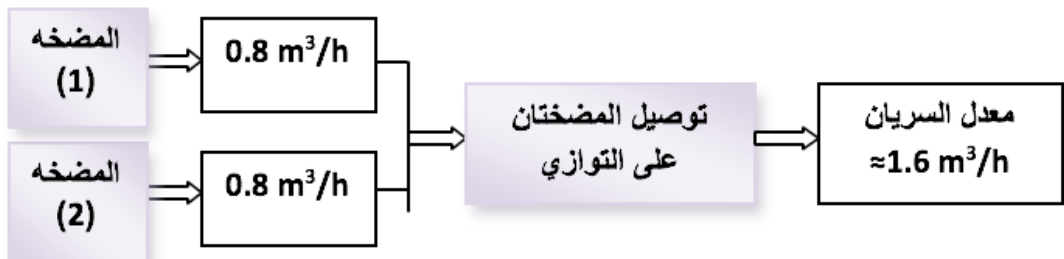 المضخه
(1)
0.8 m³/h
المضخه
(2)
0.8 m³/h
توصيل المضختان
على التوازي
معدل السريان
≈1.6 m³/h